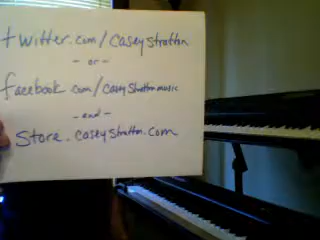 twitter.com/caseystratton
- or -
facebook.com/caseystrattonmusic
- and -
store.caseystratton.com